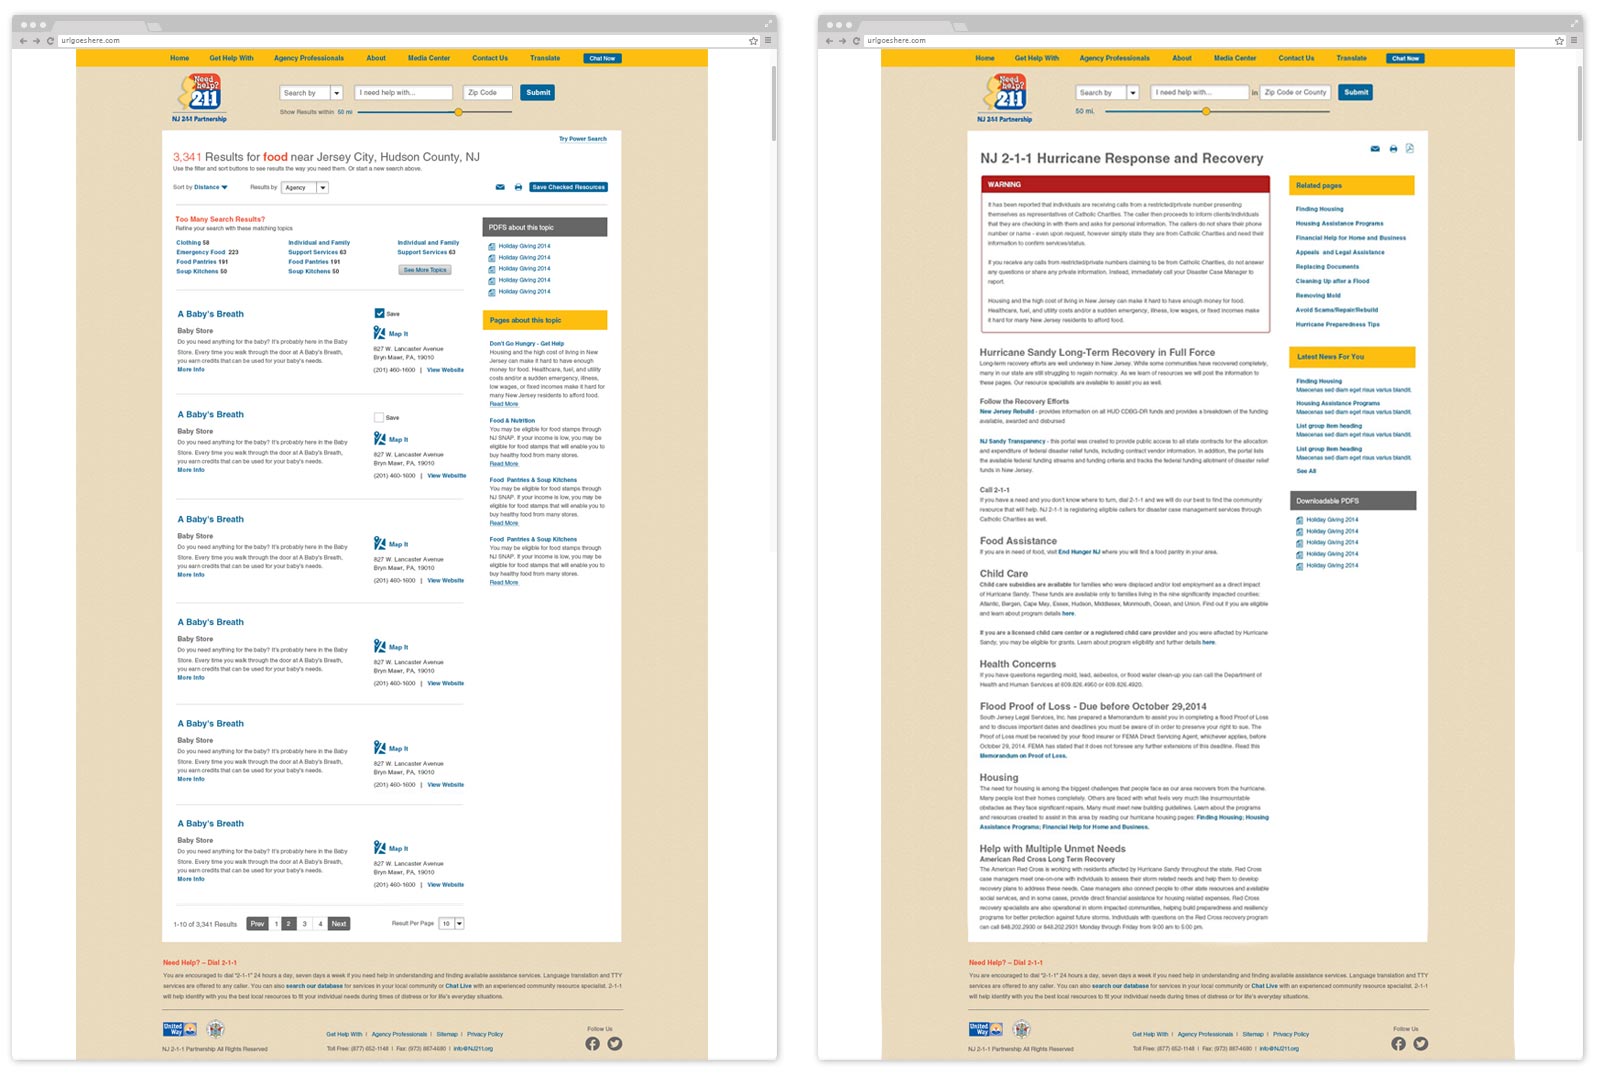 urlgoeshere.com
Home Get Help With Agency Professionals About Media Center Contact Us Translate Chat Now
Need help? 211
NJ 2-1-1 Partnership
Search by I need help with... Zip Code Submit
Show Results within 50 mi
Try Power Search
3,341 Results for food near Jersey City, Hudson County, NJ
Use the filter and sort buttons to see results the way you need them. Or start a new search above.
Sort by Distance Results by Agency Save Checked Resources
Too Many Search Results?
Refine your search with these matching topics
Clothing 58
Emergency Food 223
Food Pantries 191
Soup Kitchens 50
Individual and Family
Support Services 63
Food Pantries 191
Soup Kitchens 50
Individual and Family
Support Services 63
See More Topics
A Baby's Breath
Baby Store
Do you need anything for the baby? It's probably here in the Baby
Store. Every time you walk through the door at A Baby's Breath,
you earn credits that can be used for your baby's needs.
More Info
Save
Map It
827 W. Lancaster Avenue
Bryn Mawr, PA, 19010
(201) 460-1600 | View Website
A Baby's Breath
Baby Store
Do you need anything for the baby? It's probably here in the Baby
Store. Every time you walk through the door at A Baby's Breath,
you earn credits that can be used for your baby's needs.
More Info
Save
Map It
827 W. Lancaster Avenue
Bryn Mawr, PA, 19010
(201) 460-1600 | View Website
A Baby's Breath
Baby Store
Do you need anything for the baby? It's probably here in the Baby
Store. Every time you walk through the door at A Baby's Breath,
you earn credits that can be used for your baby's needs.
More Info
Map It
827 W. Lancaster Avenue
Bryn Mawr, PA, 19010
(201) 460-1600 | View Website
A Baby's Breath
Baby Store
Do you need anything for the baby? It's probably here in the Baby
Store. Every time you walk through the door at A Baby's Breath,
you earn credits that can be used for your baby's needs.
More Info
Map It
827 W. Lancaster Avenue
Bryn Mawr, PA, 19010
(201) 460-1600 | View Website
A Baby's Breath
Baby Store
Do you need anything for the baby? It's probably here in the Baby
Store. Every time you walk through the door at A Baby's Breath,
you earn credits that can be used for your baby's needs.
More Info
Map It
827 W. Lancaster Avenue
Bryn Mawr, PA, 19010
(201) 460-1600 | View Website
A Baby's Breath
Baby Store
Do you need anything for the baby? It's probably here in the Baby
Store. Every time you walk through the door at A Baby's Breath,
you earn credits that can be used for your baby's needs.
More Info
Map It
827 W. Lancaster Avenue
Bryn Mawr, PA, 19010
(201) 460-1600 | View Website
1-10 of 3,341 Results Prev 1 2 3 4 Next Result Per Page 10
PDFS about this topic
Holiday Giving 2014
Holiday Giving 2014
Holiday Giving 2014
Holiday Giving 2014
Holiday Giving 2014
Pages about this topic
Don't Go Hungry - Get Help
Housing and the high cost of living in New
Jersey can make it hard to have enough
money for food. Healthcare, fuel, and utility
costs and/or a sudden emergency, illness,
low wages, or fixed incomes make it hard for
many New Jersey residents to afford food.
Read More
Food & Nutrition
You may be eligible for food stamps through
NJ SNAP. If your income is low, you may be
eligible for food stamps that will enable you to
buy healthy food from many stores.
Read More
Food Pantries & Soup Kitchens
You may be eligible for food stamps through
NJ SNAP. If your income is low, you may be
eligible for food stamps that will enable you to
buy healthy food from many stores.
Read More
Food Pantries & Soup Kitchens
You may be eligible for food stamps through
NJ SNAP. If your income is low, you may be
eligible for food stamps that will enable you to
buy healthy food from many stores.
Read More
Need Help? – Dial 2-1-1
You are encouraged to dial "2-1-1" 24 hours a day, seven days a week if you need help in understanding and finding available assistance services. Language translation and TTY
services are offered to any caller. You can also search our database for services in your local community or Chat Live with an experienced community resource specialist. 2-1-1
will help identify with you the best local resources to fit your individual needs during times of distress or for life's everyday situations.
United Way
NJ 2-1-1 Partnership All Rights Reserved
Get Help With | Agency Professionals | Sitemap | Privacy Policy
Toll Free: (877) 652-1148 | Fax: (973) 887-4680 | info@NJ211.org
Follow Us
urlgoeshere.com
Home Get Help With Agency Professionals About Media Center Contact Us Translate Chat Now
Need help? 211
NJ 2-1-1 Partnership
Search by I need help with... in Zip Code or County Submit
50 mi.
NJ 2-1-1 Hurricane Response and Recovery
WARNING
It has been reported that individuals are receiving calls from a restricted/private number presenting
themselves as representatives of Catholic Charities. The caller then proceeds to inform clients/individuals
that they are checking in with them and asks for personal information. The callers do not share their phone
number or name - even upon request, however simply state they are from Catholic Charities and need their
information to confirm services/status.
If you receive any calls from restricted/private numbers claiming to be from Catholic Charities, do not answer
any questions or share any private information. Instead, immediately call your Disaster Case Manager to
report.
Housing and the high cost of living in New Jersey can make it hard to have enough money for food.
Healthcare, fuel, and utility costs and/or a sudden emergency, illness, low wages, or fixed incomes make
it hard for many New Jersey residents to afford food.
Hurricane Sandy Long-Term Recovery in Full Force
Long-term recovery efforts are well underway in New Jersey. While some communities have recovered completely,
many in our state are still struggling to regain normalcy. As we learn of resources we will post the information to
these pages. Our resource specialists are available to assist you as well.
Follow the Recovery Efforts
New Jersey Rebuild - provides information on all HUD CDBG-DR funds and provides a breakdown of the funding
available, awarded and disbursed
NJ Sandy Transparency - this portal was created to provide public access to all state contracts for the allocation
and expenditure of federal disaster relief funds, including contract vendor information. In addition, the portal lists
the available federal funding streams and funding criteria and tracks the federal funding allotment of disaster relief
funds in New Jersey.
Call 2-1-1
If you have a need and you don't know where to turn, dial 2-1-1 and we will do our best to find the community
resource that will help. NJ 2-1-1 is registering eligible callers for disaster case management services through
Catholic Charities as well.
Food Assistance
If you are in need of food, visit End Hunger NJ where you will find a food pantry in your area.
Child Care
Child care subsidies are available for families who were displaced and/or lost employment as a direct impact
of Hurricane Sandy. These funds are available only to families living in the nine significantly impacted counties:
Atlantic, Bergen, Cape May, Essex, Hudson, Middlesex, Monmouth, Ocean, and Union. Find out if you are eligible
and learn about program details here.
If you are a licensed child care center or a registered child care provider and you were affected by Hurricane
Sandy, you may be eligible for grants. Learn about program eligibility and further details here.
Health Concerns
If you have questions regarding mold, lead, asbestos, or flood water clean-up you can call the Department of
Health and Human Services at 609.826.4950 or 609.826.4920.
Flood Proof of Loss - Due before October 29,2014
South Jersey Legal Services, Inc. has prepared a Memorandum to assist you in completing a flood Proof of Loss
and to discuss important dates and deadlines you must be aware of in order to preserve your right to sue. The
Proof of Loss must be received by your flood insurer or FEMA Direct Servicing Agent, whichever applies, before
October 29, 2014. FEMA has stated that it does not foresee any further extensions of this deadline. Read this
Memorandum on Proof of Loss.
Housing
The need for housing is among the biggest challenges that people face as our area recovers from the hurricane.
Many people lost their homes completely. Others are faced with what feels very much like insurmountable
obstacles as they face significant repairs. Many must meet new building guidelines. Learn about the programs
and resources created to assist in this area by reading our hurricane housing pages: Finding Housing; Housing
Assistance Programs; Financial Help for Home and Business.
Help with Multiple Unmet Needs
American Red Cross Long Term Recovery
The American Red Cross is working with residents affected by Hurricane Sandy throughout the state. Red Cross
case managers meet one-on-one with individuals to assess their storm related needs and help them to develop
recovery plans to address these needs. Case managers also connect people to other state resources and available
social services, and in some cases, provide direct financial assistance for housing related expenses. Red Cross
recovery specialists are also operational in storm impacted communities, helping build preparedness and resiliency
programs for better protection against future storms. Individuals with questions on the Red Cross recovery program
can call 848.202.2930 or 848.202.2931 Monday through Friday from 9:00 am to 5:00 pm.
Related pages
Finding Housing
Housing Assistance Programs
Financial Help for Home and Business
Appeals and Legal Assistance
Replacing Documents
Cleaning Up after a Flood
Removing Mold
Avoid Scams/Repair/Rebuild
Hurricane Preparedness Tips
Latest News For You
Finding Housing
Maecenas sed diam eget risus varius blandit.
Housing Assistance Programs
Maecenas sed diam eget risus varius blandit.
List group item heading
Maecenas sed diam eget risus varius blandit.
List group item heading
Maecenas sed diam eget risus varius blandit.
See All
Downloadable PDFS
Holiday Giving 2014
Holiday Giving 2014
Holiday Giving 2014
Holiday Giving 2014
Holiday Giving 2014
Need Help? – Dial 2-1-1
You are encouraged to dial "2-1-1" 24 hours a day, seven days a week if you need help in understanding and finding available assistance services. Language translation and TTY
services are offered to any caller. You can also search our database for services in your local community or Chat Live with an experienced community resource specialist. 2-1-1
will help identify with you the best local resources to fit your individual needs during times of distress or for life's everyday situations.
United Way
NJ 2-1-1 Partnership All Rights Reserved
Get Help With | Agency Professionals | Sitemap | Privacy Policy
Toll Free: (877) 652-1148 | Fax: (973) 887-4680 | info@NJ211.org
Follow Us